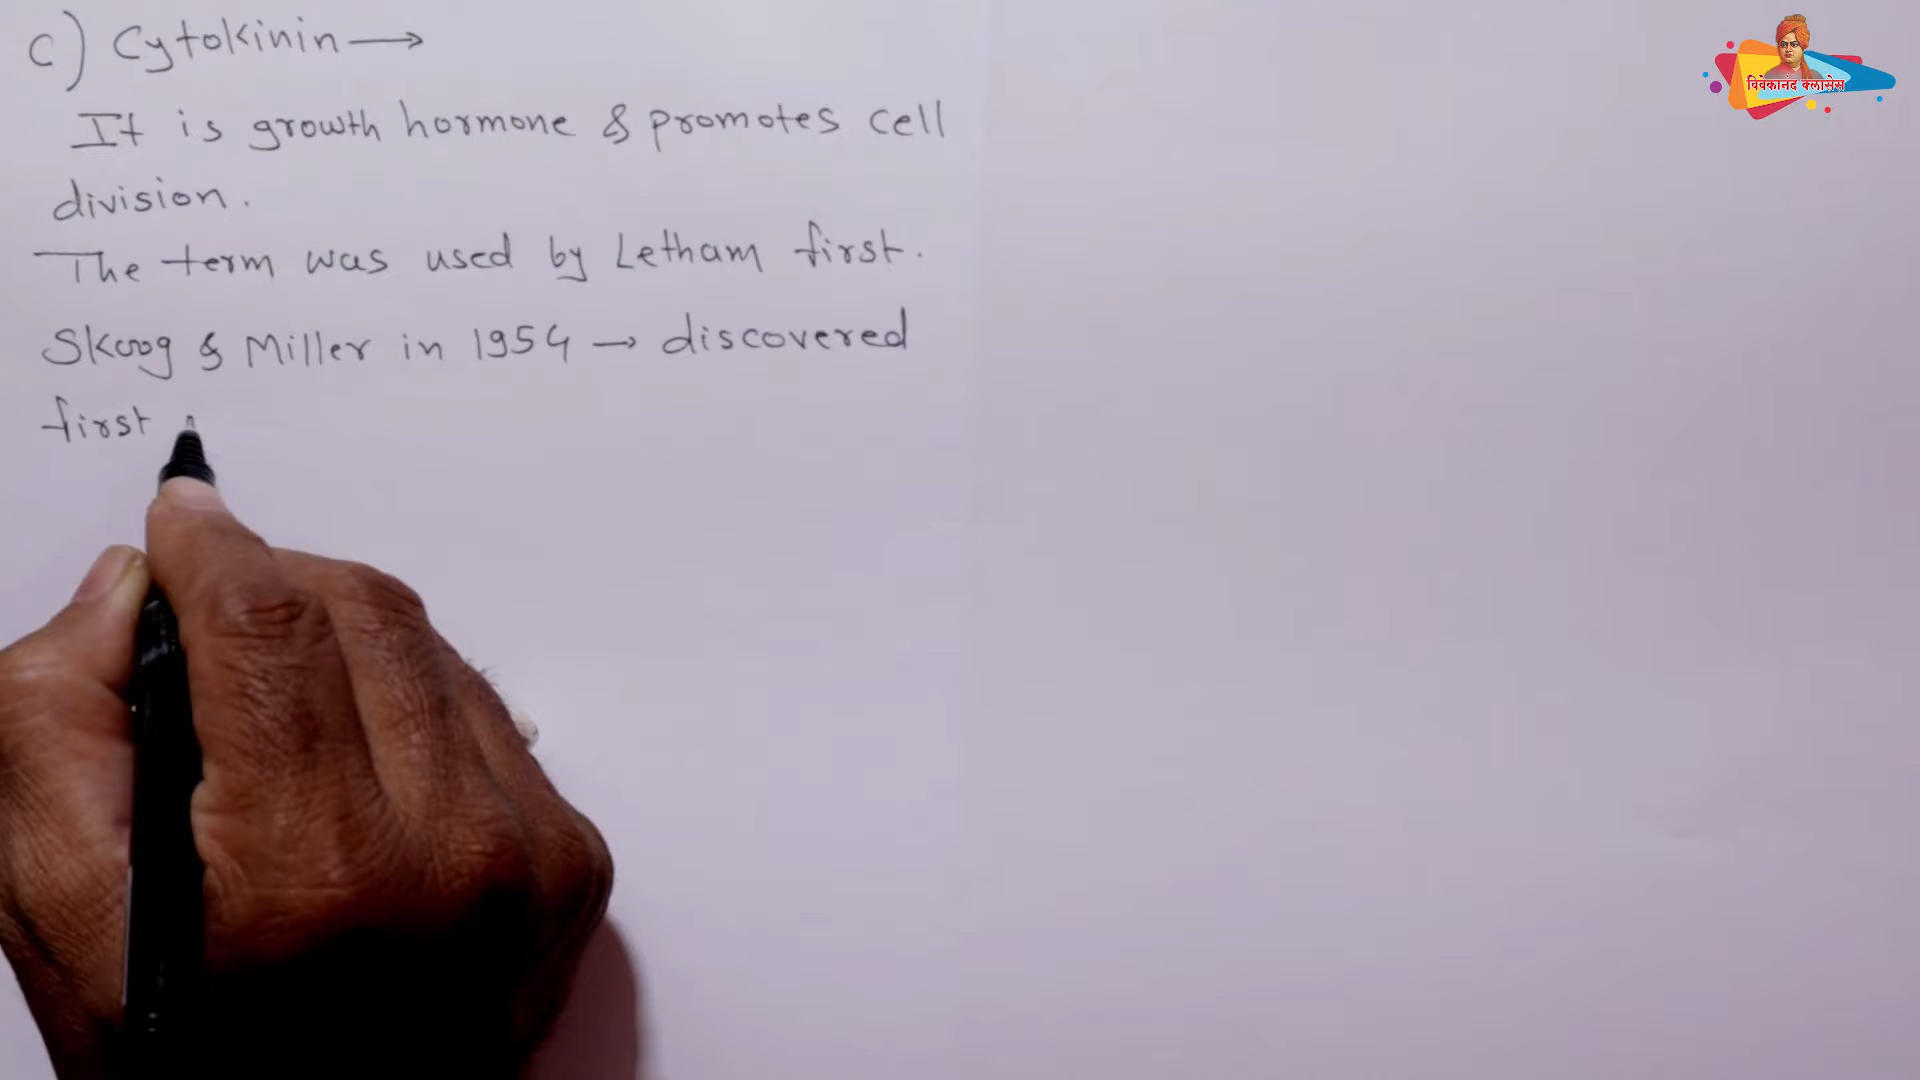 c) Cytokinin →
It is growth hormone & promotes cell
division.
The term was used by Letham first.
Skoog & Miller in 1954 → discovered
first
विवेकानंद क्लासेस